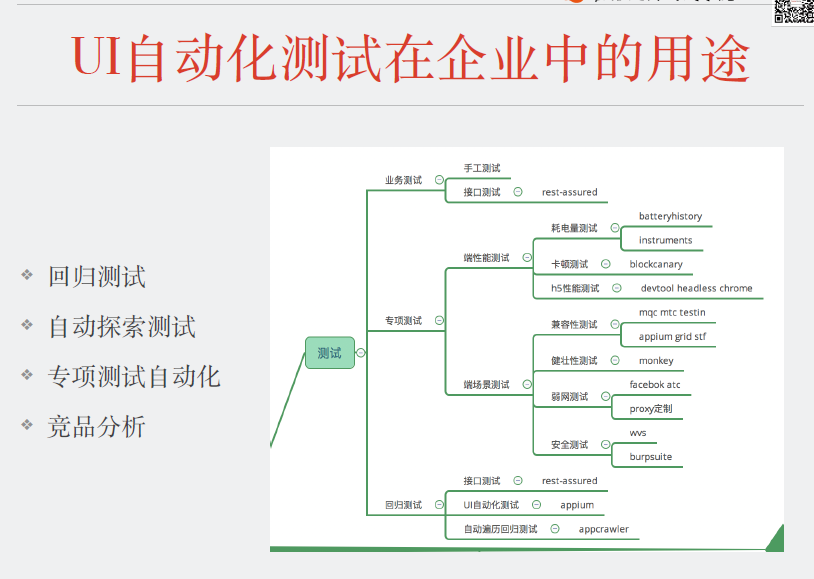 UI自动化测试在企业中的用途
回归测试
自动探索测试
专项测试自动化
竞品分析
测试
业务测试
手工测试
接口测试
rest-assured
专项测试
端性能测试
耗电量测试
batteryhistory
instruments
卡顿测试
blockcanary
h5性能测试
devtool headless chrome
端场景测试
兼容性测试
mqc mtc testin
appium grid stf
健壮性测试
monkey
弱网测试
facebok atc
proxy定制
安全测试
wvs
burpsuite
回归测试
接口测试
rest-assured
UI自动化测试
appium
自动遍历回归测试
appcrawler